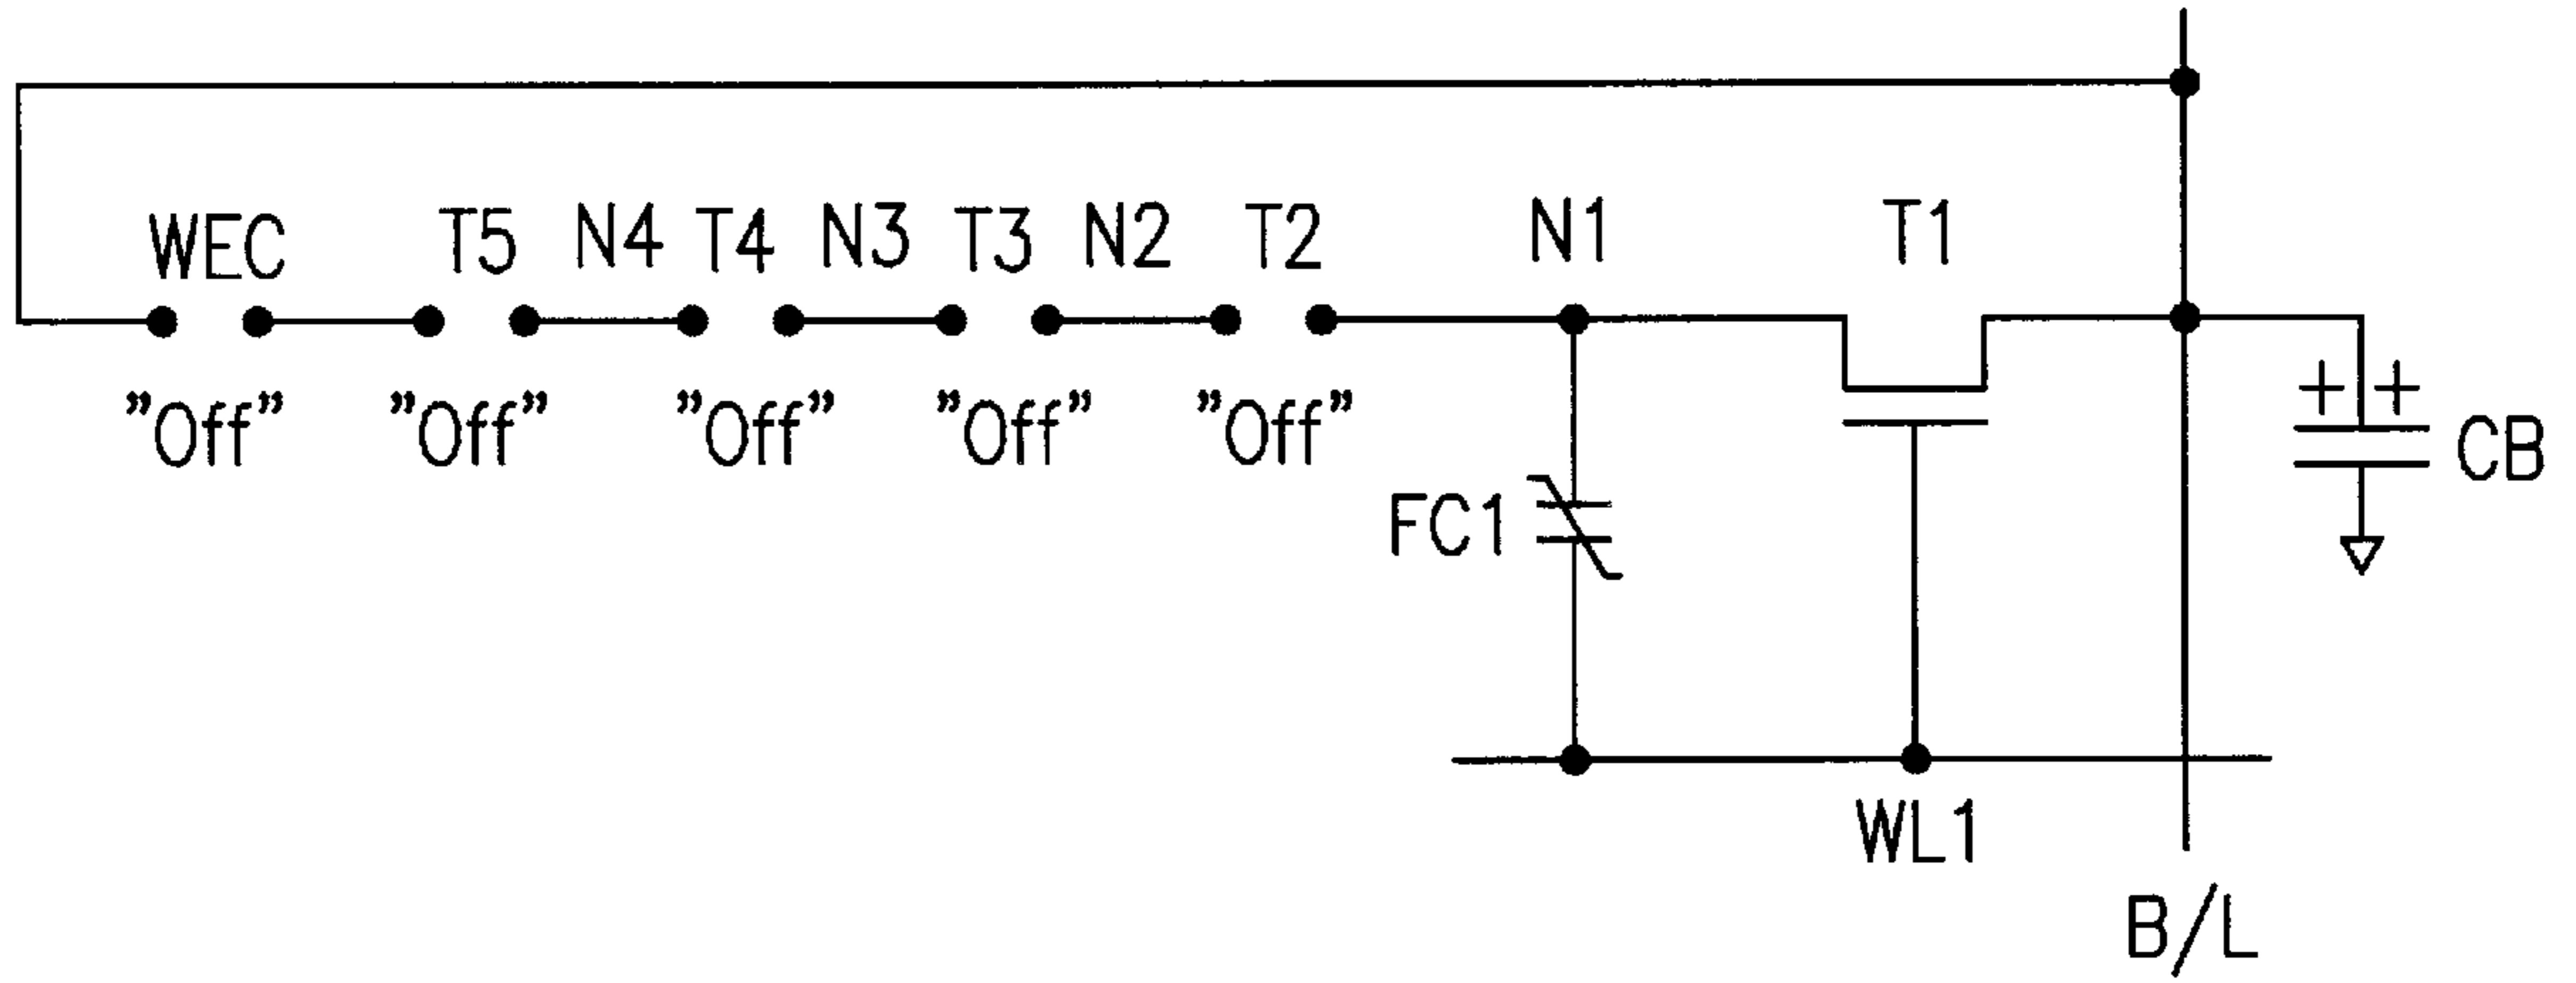 WEC T5 N4 T4 N3 T3 N2 T2 N1 T1
"Off" "Off" "Off" "Off" "Off"
++
CB
FC1
WL1
B/L